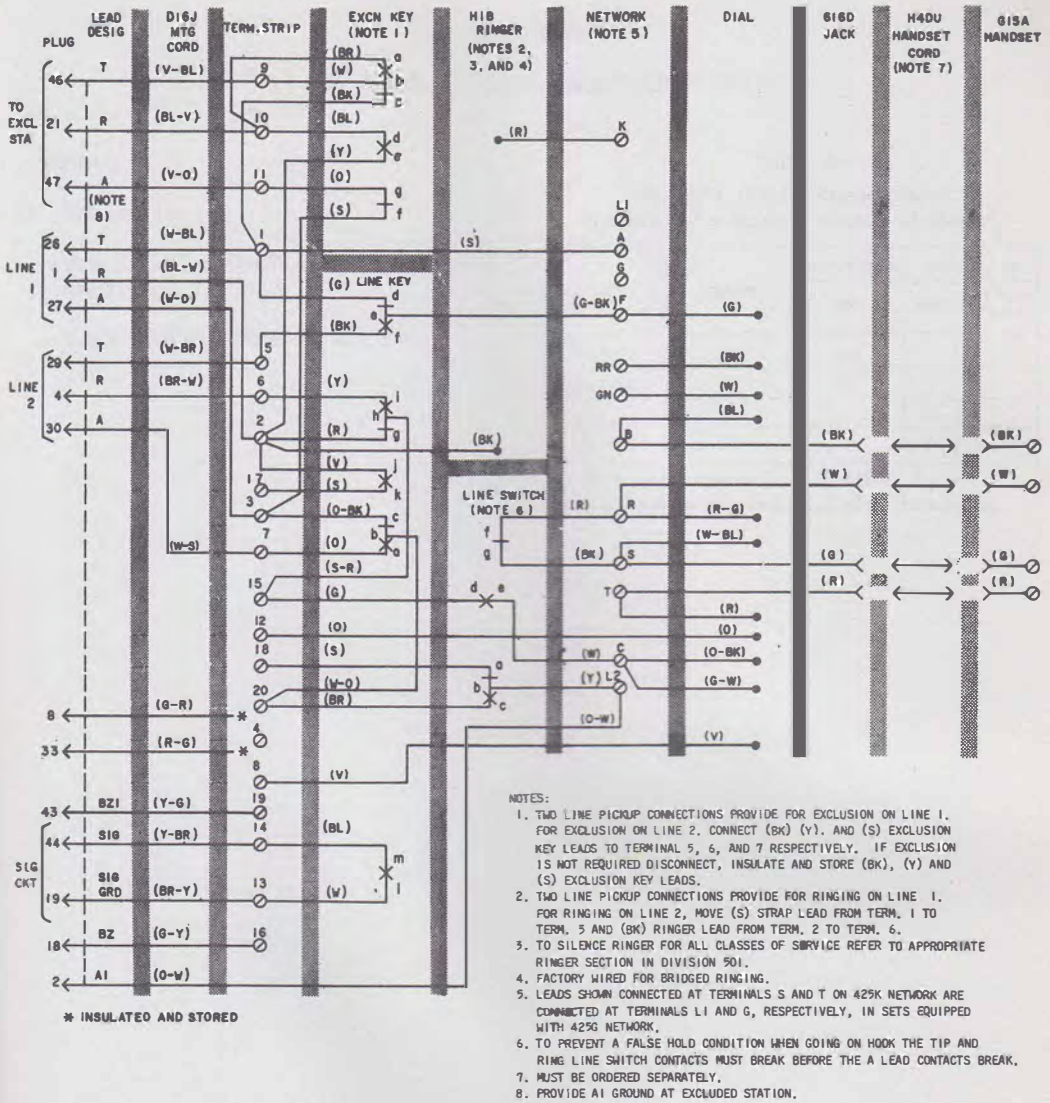 LEAD DESIG
D16J MTG CORD
TERM. STRIP
EXCN KEY (NOTE 1)
H1B RINGER (NOTES 2, 3, AND 4)
NETWORK (NOTE 5)
DIAL
616D JACK
H4DU HANDSET CORD (NOTE 7)
G15A HANDSET
PLUG
TO EXCL STA
46 T (V-BL) 9 (BR) (W) (BK) a b c
21 R (BL-V) 10 (BL) (Y) d e
(R) K
47 A (NOTE 8) (V-O) 11 (O) (S) g f
L1
LINE 1
26 T (W-BL) 1 (S) A
G
1 R (BL-W)
(G) LINE KEY
27 A (W-O)
d e f (G-BK) F (G)
(BK)
LINE 2
29 T (W-BR) 5
RR (BK)
4 R (BR-W) 6 (Y) i h g
GN (W)
(BL)
30 A
2 (R) (BK)
B (BK) (BK)
(V) j
17 (S) k
(W) (W)
LINE SWITCH (NOTE 6)
3 (O-BK) c b a
f g (R) R (R-G)
(W-BL)
(W-S) 7 (O)
(BK) S (G) (G)
(S-R)
15 (G) d e
T (R) (R)
(R)
12 (O) (O)
18 (S) a b c
(W) C (O-BK)
(Y) L2 (G-W)
20 (W-O) (BR)
8 (G-R) *
(O-W)
33 (R-G) * 4
(V)
8 (V)
43 BZ1 (Y-G) 19
SIG CKT
44 SIG (Y-BR) 14 (BL) m l
19 SIG GRD (BR-Y) 13 (W)
18 BZ (G-Y) 16
2 A1 (O-W)
* INSULATED AND STORED
NOTES:
1. TWO LINE PICKUP CONNECTIONS PROVIDE FOR EXCLUSION ON LINE 1.
FOR EXCLUSION ON LINE 2, CONNECT (BK) (Y). AND (S) EXCLUSION
KEY LEADS TO TERMINAL 5, 6, AND 7 RESPECTIVELY. IF EXCLUSION
IS NOT REQUIRED DISCONNECT, INSULATE AND STORE (BK), (Y) AND
(S) EXCLUSION KEY LEADS.
2. TWO LINE PICKUP CONNECTIONS PROVIDE FOR RINGING ON LINE 1.
FOR RINGING ON LINE 2, MOVE (S) STRAP LEAD FROM TERM. 1 TO
TERM. 5 AND (BK) RINGER LEAD FROM TERM. 2 TO TERM. 6.
3. TO SILENCE RINGER FOR ALL CLASSES OF SERVICE REFER TO APPROPRIATE
RINGER SECTION IN DIVISION 501.
4. FACTORY WIRED FOR BRIDGED RINGING.
5. LEADS SHOWN CONNECTED AT TERMINALS S AND T ON 425K NETWORK ARE
CONNECTED AT TERMINALS L1 AND G, RESPECTIVELY, IN SETS EQUIPPED
WITH 425G NETWORK.
6. TO PREVENT A FALSE HOLD CONDITION WHEN GOING ON HOOK THE TIP AND
RING LINE SWITCH CONTACTS MUST BREAK BEFORE THE A LEAD CONTACTS BREAK.
7. MUST BE ORDERED SEPARATELY.
8. PROVIDE A1 GROUND AT EXCLUDED STATION.